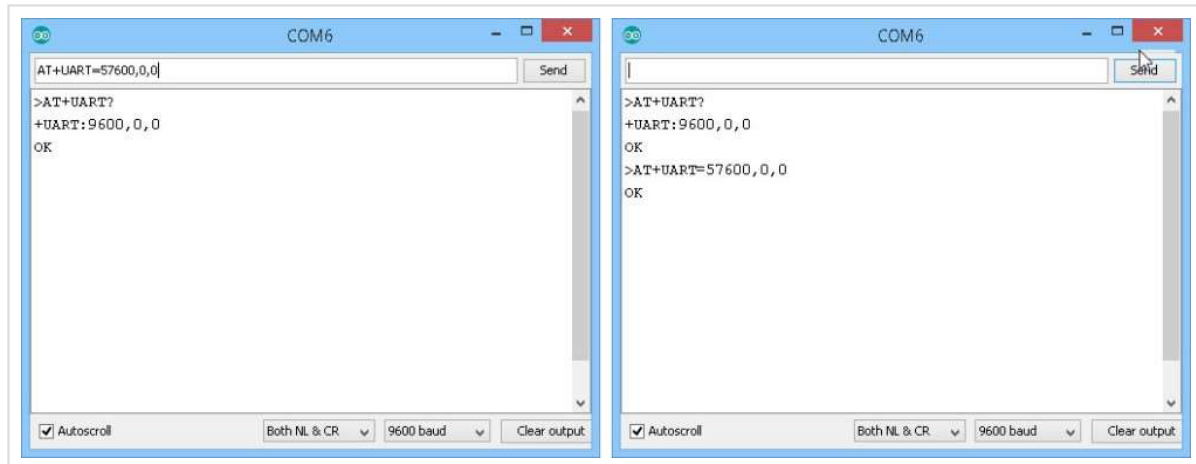 COM6
AT+UART=57600,0,0
Send
>AT+UART?
+UART:9600,0,0
OK
Autoscroll
Both NL & CR
9600 baud
Clear output
COM6
Send
>AT+UART?
+UART:9600,0,0
OK
>AT+UART=57600,0,0
OK
Autoscroll
Both NL & CR
9600 baud
Clear output